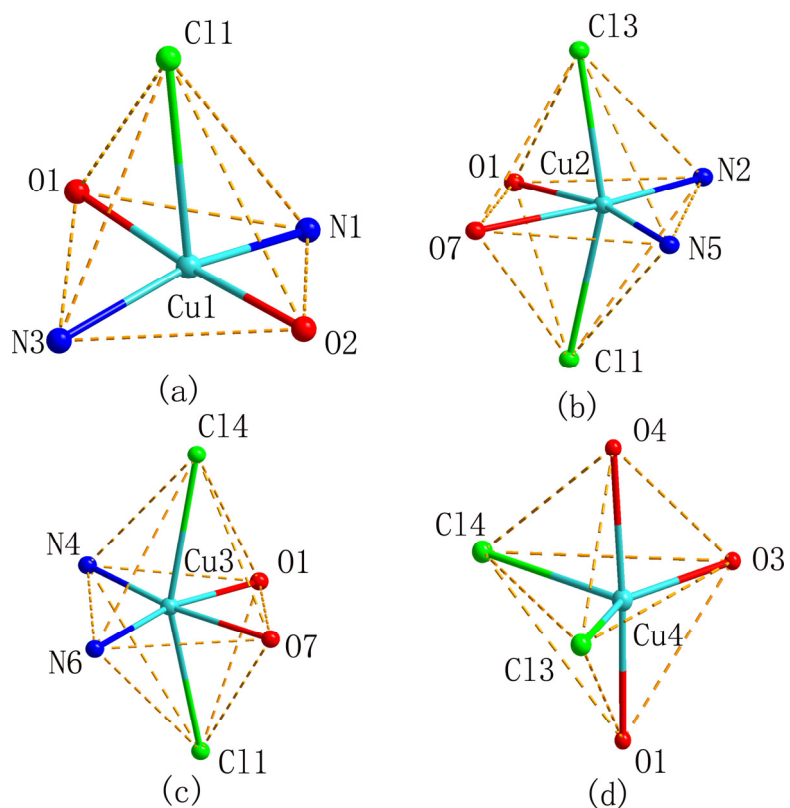 Cl1
O1
N1
Cu1
N3
O2
(a)
Cl3
O1
Cu2
N2
O7
N5
Cl1
(b)
Cl4
N4
Cu3
O1
N6
O7
Cl1
(c)
O4
Cl4
O3
Cu4
Cl3
O1
(d)